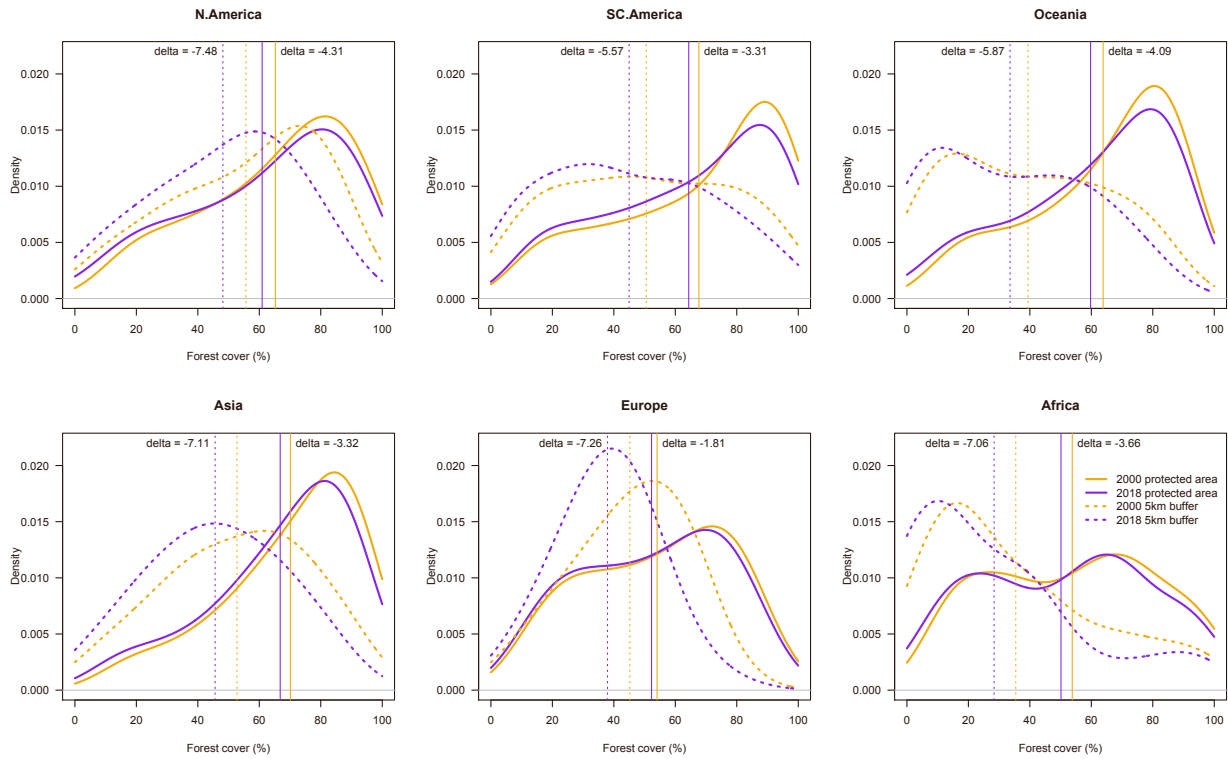 N.America
delta = -7.48
delta = -4.31
Density
0.020
0.015
0.010
0.005
0.000
0 20 40 60 80 100
Forest cover (%)
SC.America
delta = -5.57
delta = -3.31
Density
0.020
0.015
0.010
0.005
0.000
0 20 40 60 80 100
Forest cover (%)
Oceania
delta = -5.87
delta = -4.09
Density
0.020
0.015
0.010
0.005
0.000
0 20 40 60 80 100
Forest cover (%)
Asia
delta = -7.11
delta = -3.32
Density
0.020
0.015
0.010
0.005
0.000
0 20 40 60 80 100
Forest cover (%)
Europe
delta = -7.26
delta = -1.81
Density
0.020
0.015
0.010
0.005
0.000
0 20 40 60 80 100
Forest cover (%)
Africa
delta = -7.06
delta = -3.66
2000 protected area
2018 protected area
2000 5km buffer
2018 5km buffer
Density
0.020
0.015
0.010
0.005
0.000
0 20 40 60 80 100
Forest cover (%)